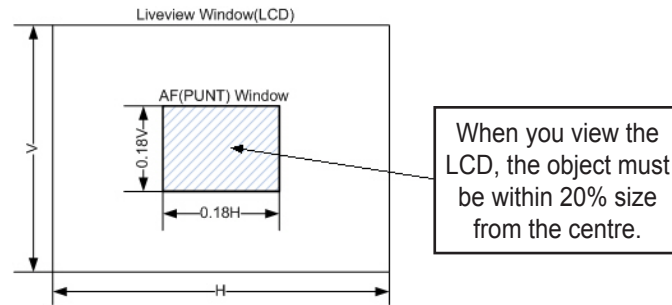 Liveview Window(LCD)
AF(PUNT) Window
V
0.18V
0.18H
H
When you view the
LCD, the object must
be within 20% size
from the centre.